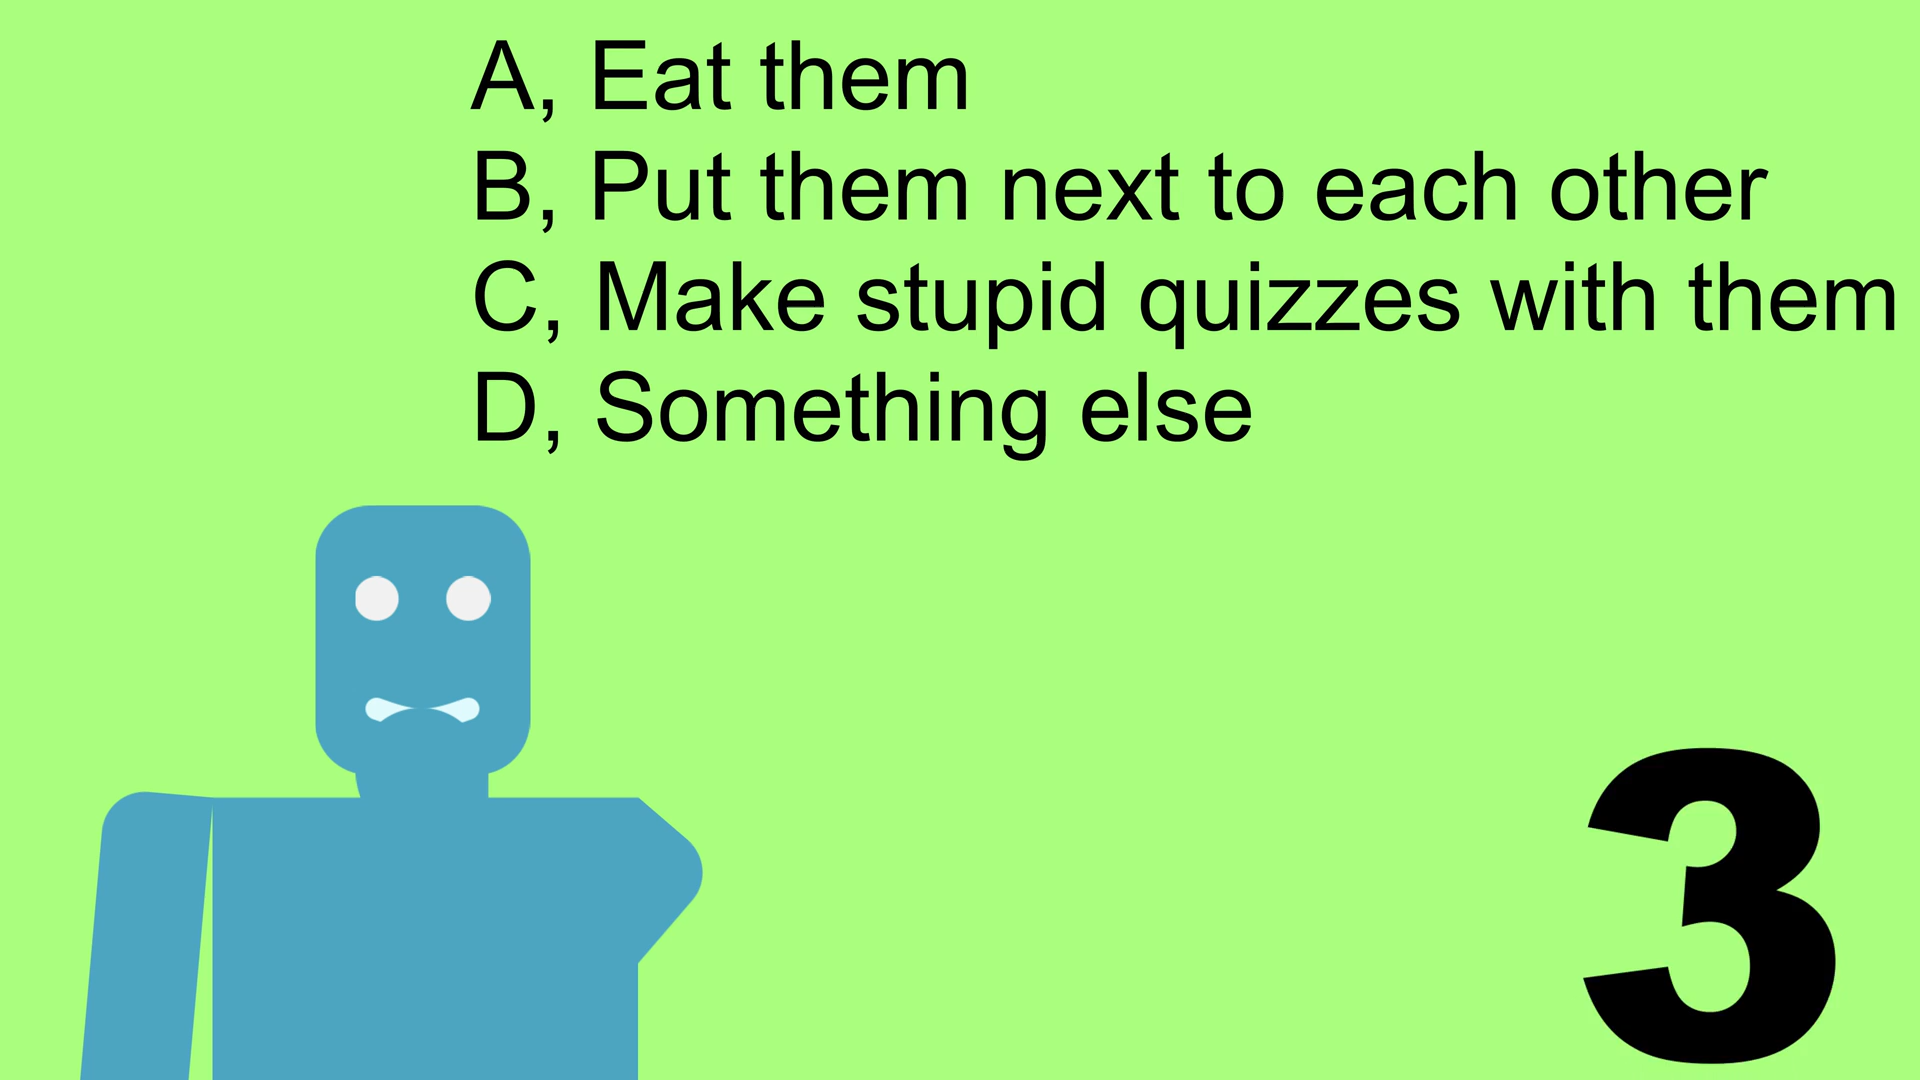 A, Eat them
B, Put them next to each other
C, Make stupid quizzes with them
D, Something else
3